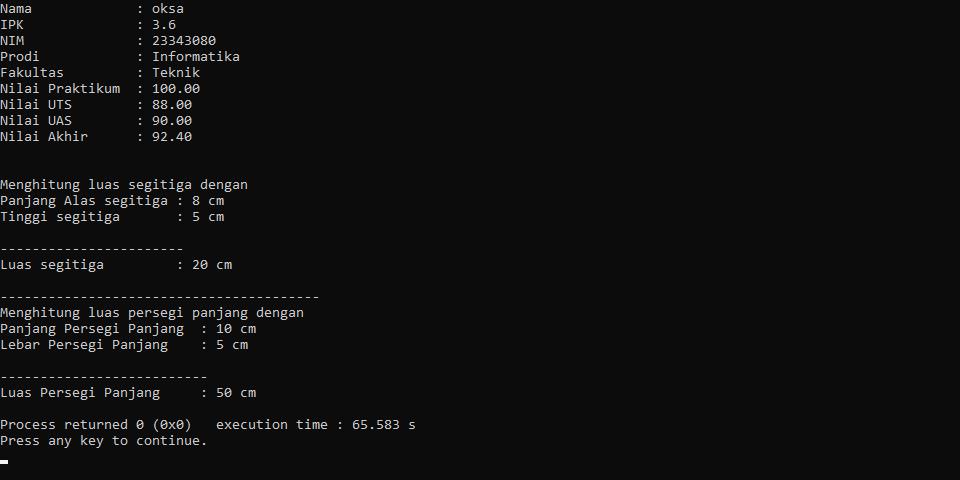 Nama             : oksa
IPK              : 3.6
NIM              : 23343080
Prodi            : Informatika
Fakultas         : Teknik
Nilai Praktikum  : 100.00
Nilai UTS        : 88.00
Nilai UAS        : 90.00
Nilai Akhir      : 92.40
Menghitung luas segitiga dengan
Panjang Alas segitiga : 8 cm
Tinggi segitiga       : 5 cm
-----------------------
Luas segitiga         : 20 cm
----------------------------------------
Menghitung luas persegi panjang dengan
Panjang Persegi Panjang  : 10 cm
Lebar Persegi Panjang    : 5 cm
--------------------------
Luas Persegi Panjang     : 50 cm
Process returned 0 (0x0)   execution time : 65.583 s
Press any key to continue.